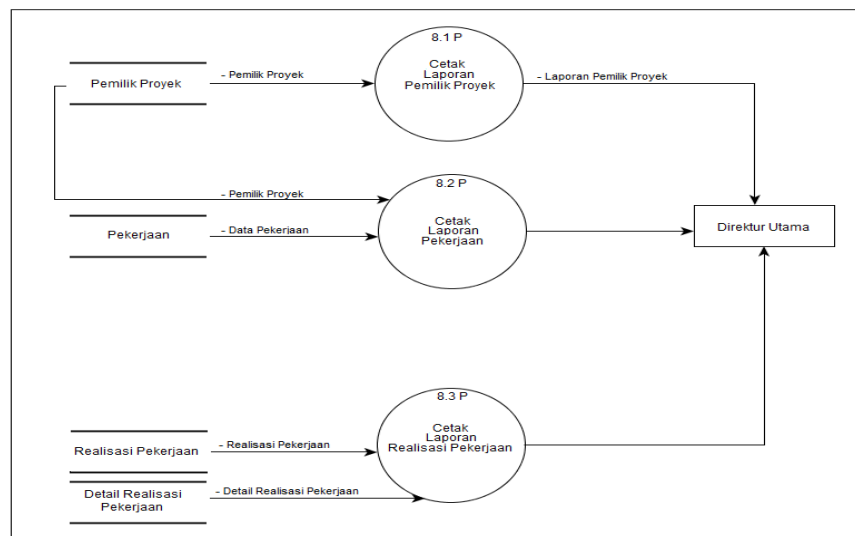 8.1 P
Cetak
Laporan
Pemilik Proyek
Pemilik Proyek
- Pemilik Proyek
- Laporan Pemilik Proyek
8.2 P
- Pemilik Proyek
Cetak
Laporan
Pekerjaan
Pekerjaan
- Data Pekerjaan
Direktur Utama
8.3 P
Cetak
Laporan
Realisasi Pekerjaan
Realisasi Pekerjaan
- Realisasi Pekerjaan
Detail Realisasi
Pekerjaan
- Detail Realisasi Pekerjaan